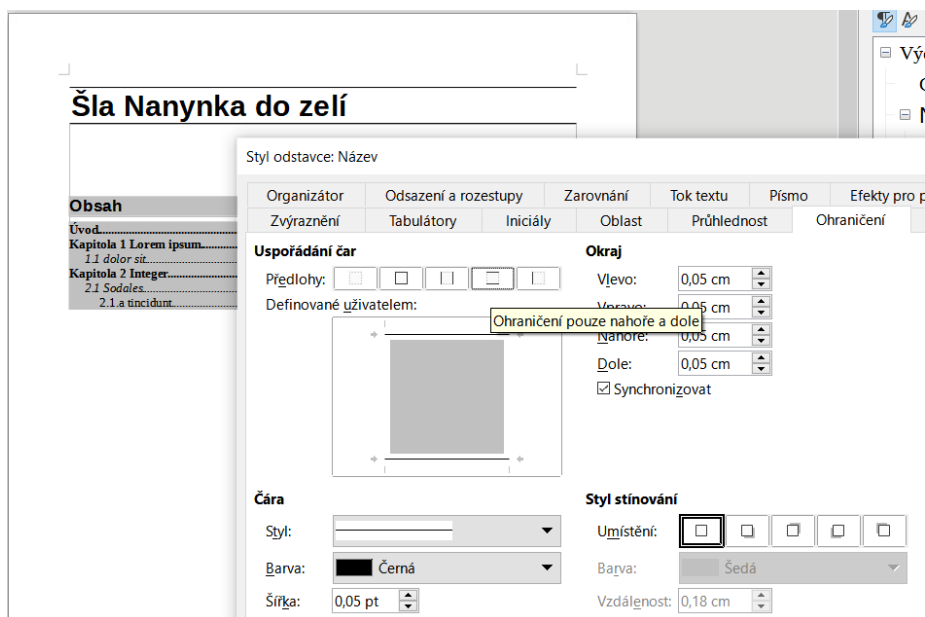 Vý
Šla Nanynka do zelí
Styl odstavce: Název
Organizátor Odsazení a rozestupy Zarovnání Tok textu Písmo Efekty pro p
Zvýraznění Tabulátory Iniciály Oblast Průhlednost Ohraničení
Obsah
Úvod
Kapitola 1 Lorem ipsum
1.1 dolor sit
Kapitola 2 Integer
2.1 Sodales
2.1.a tincidunt
Uspořádání čar
Předlohy:
Definované uživatelem:
Okraj
Vlevo: 0,05 cm
Vpravo: 0,05 cm
Ohraničení pouze nahoře a dole
Nahoře: 0,05 cm
Dole: 0,05 cm
Synchronizovat
Čára
Styl:
Barva: Černá
Šířka: 0,05 pt
Styl stínování
Umístění:
Barva: Šedá
Vzdálenost: 0,18 cm